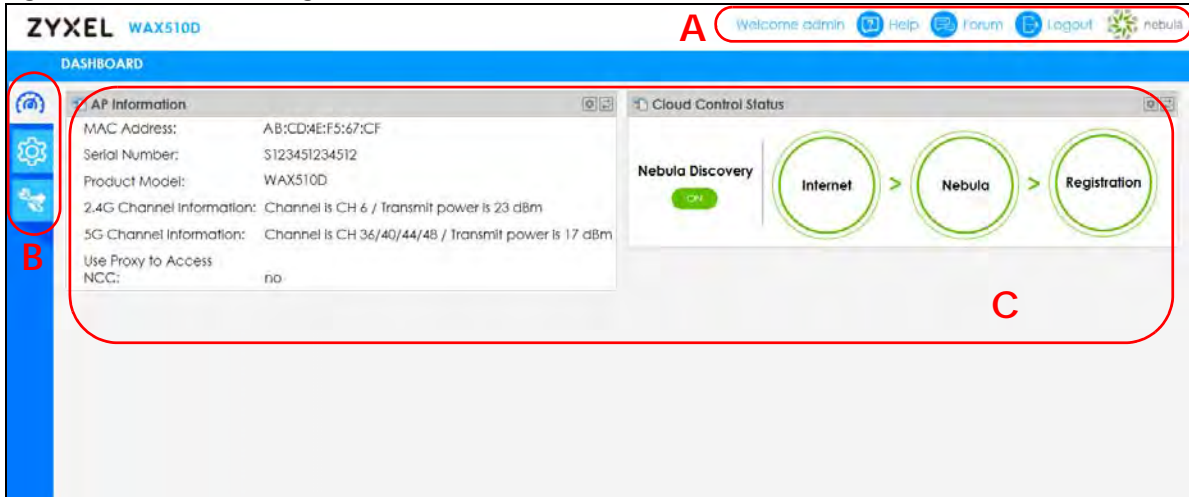 ZYXEL WAX510D
A
Welcome admin Help Forum Logout nebula
DASHBOARD
AP Information
MAC Address: AB:CD:4E:F5:67:CF
Serial Number: S123451234512
Product Model: WAX510D
2.4G Channel Information: Channel is CH 6 / Transmit power is 23 dBm
5G Channel Information: Channel is CH 36/40/44/48 / Transmit power is 17 dBm
Use Proxy to Access
NCC: no
Cloud Control Status
Nebula Discovery
ON
Internet > Nebula > Registration
B
C